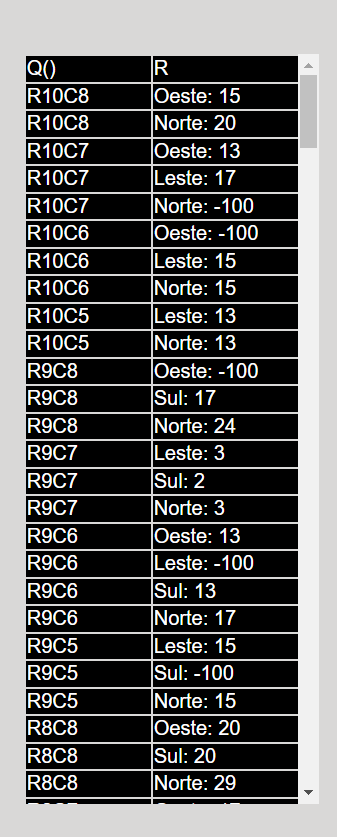 Q() R
R10C8 Oeste: 15
R10C8 Norte: 20
R10C7 Oeste: 13
R10C7 Leste: 17
R10C7 Norte: -100
R10C6 Oeste: -100
R10C6 Leste: 15
R10C6 Norte: 15
R10C5 Leste: 13
R10C5 Norte: 13
R9C8 Oeste: -100
R9C8 Sul: 17
R9C8 Norte: 24
R9C7 Leste: 3
R9C7 Sul: 2
R9C7 Norte: 3
R9C6 Oeste: 13
R9C6 Leste: -100
R9C6 Sul: 13
R9C6 Norte: 17
R9C5 Leste: 15
R9C5 Sul: -100
R9C5 Norte: 15
R8C8 Oeste: 20
R8C8 Sul: 20
R8C8 Norte: 29